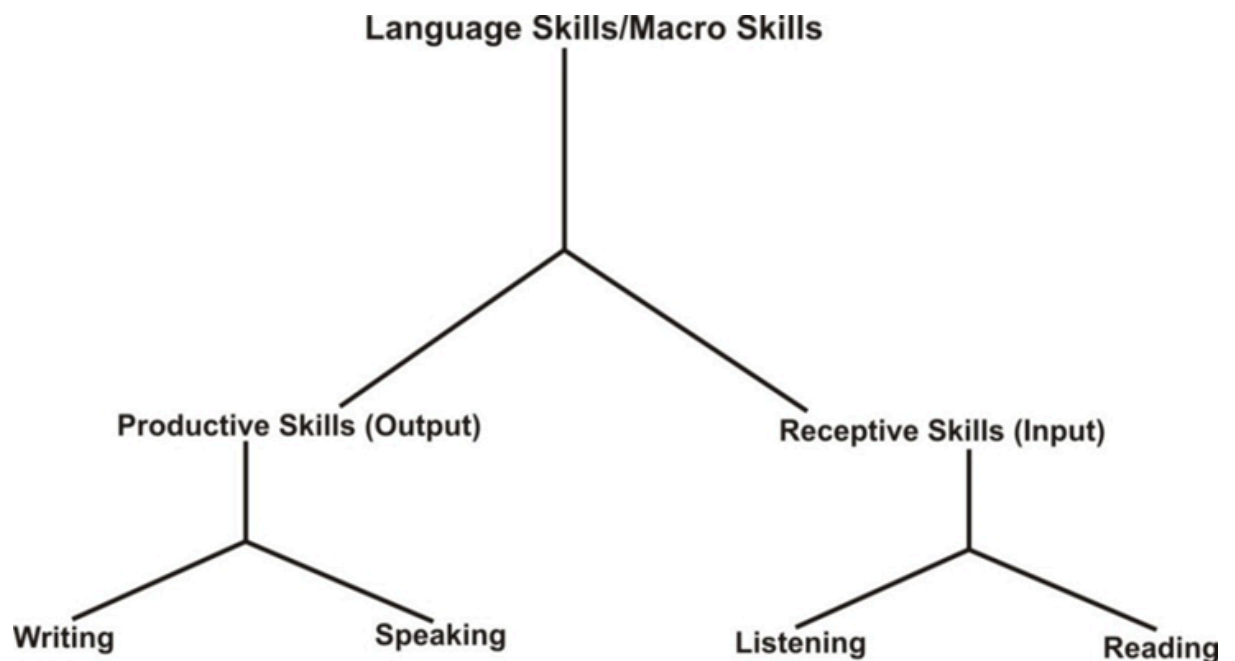 Language Skills/Macro Skills
Productive Skills (Output)
Receptive Skills (Input)
Writing
Speaking
Listening
Reading